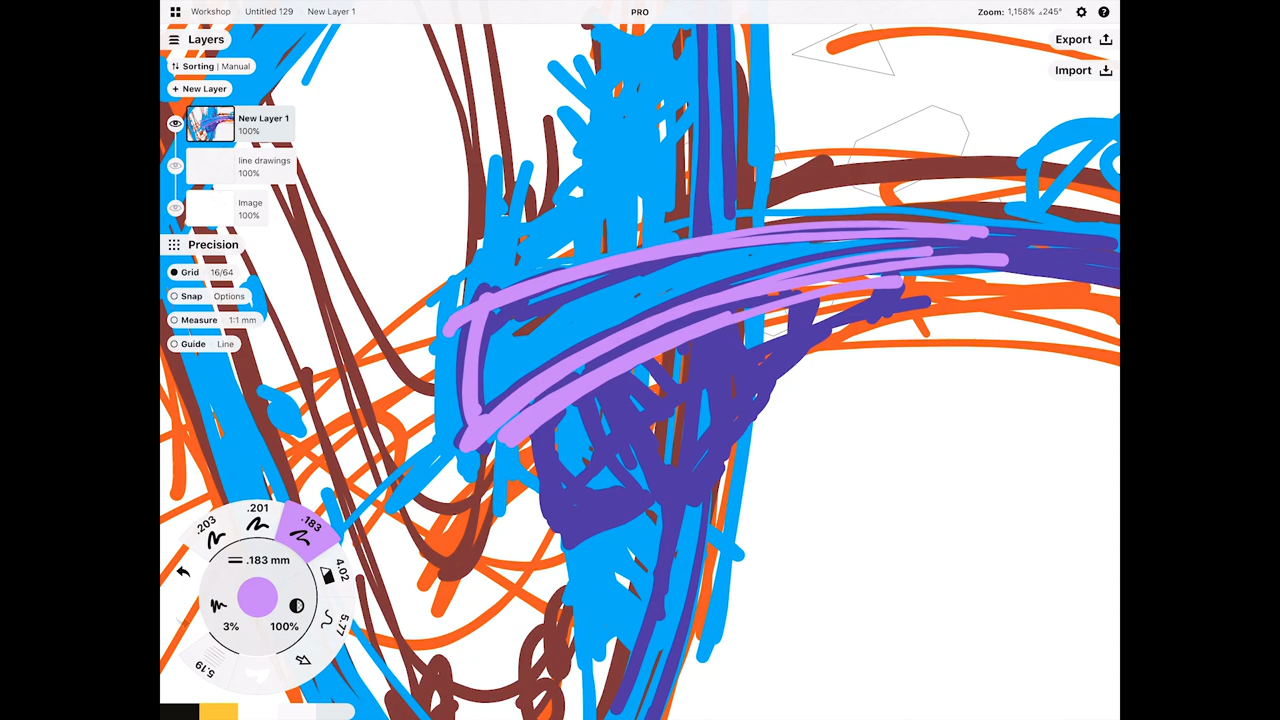 Workshop Untitled 129 New Layer 1 PRO Zoom: 1,158% ⊿245°
Layers
Export
Sorting | Manual
Import
+ New Layer
New Layer 1
100%
line drawings
100%
Image
100%
Precision
Grid 16/64
Snap Options
Measure 1:1 mm
Guide Line
.203 .201 .183
.183 mm
4.02
3% 100%
5.77
5.19